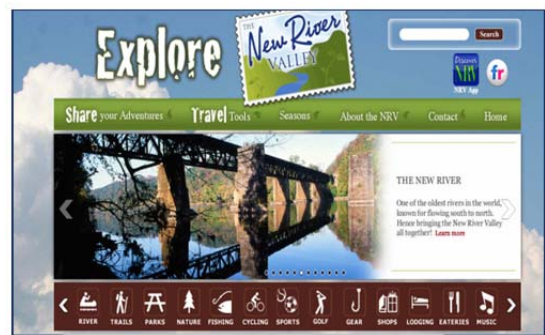 Explore
New River
VALLEY
Search
Discover
NRV
NRV App
fr
Share your Adventures Travel Tools Seasons About the NRV Contact Home
THE NEW RIVER
One of the oldest rivers in the world,
known for flowing south to north.
Hence bringing the New River Valley
all together! Learn more
RIVER TRAILS PARKS NATURE FISHING CYCLING SPORTS GOLF GEAR SHOPS LODGING EATERIES MUSIC